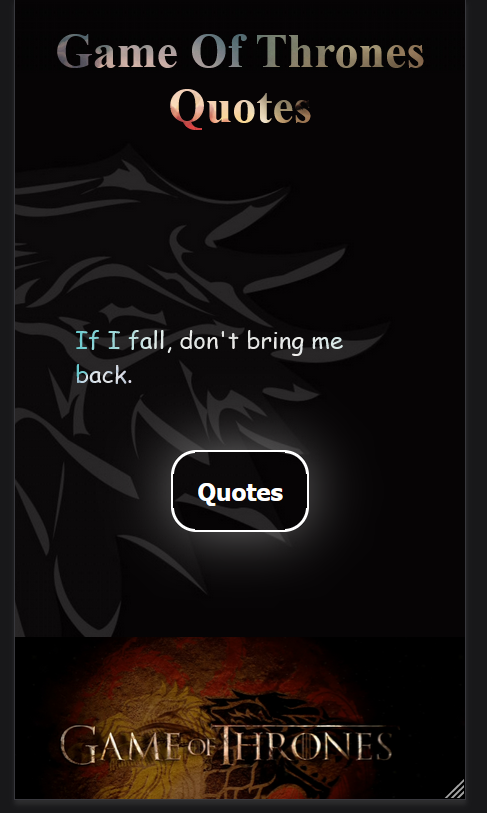 Game Of Thrones
Quotes
If I fall, don't bring me
back.
Quotes
GAME OF THRONES